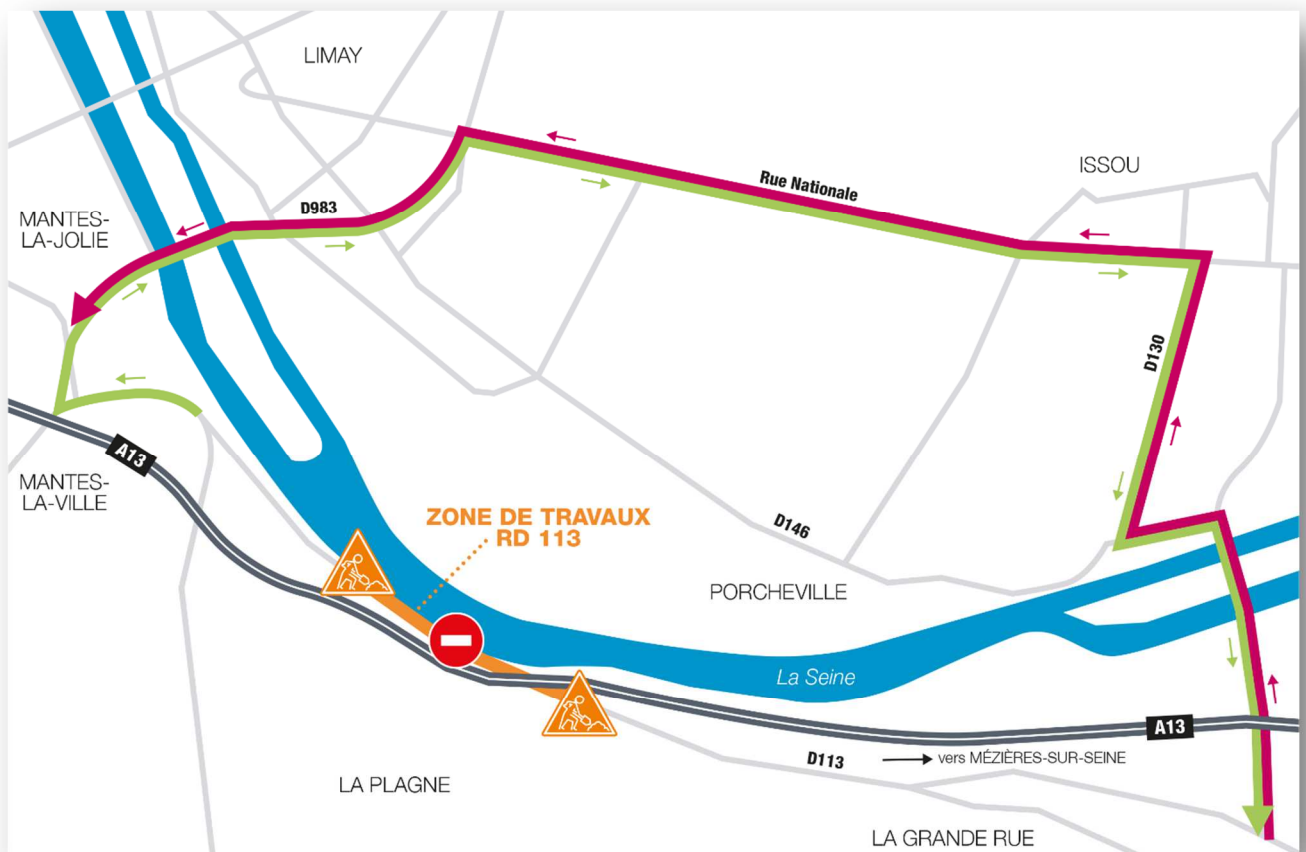 LIMAY
ISSOU
Rue Nationale
D983
MANTES-
LA-JOLIE
D130
A13
MANTES-
LA-VILLE
ZONE DE TRAVAUX
RD 113
D146
PORCHEVILLE
La Seine
A13
D113
vers MÉZIÈRES-SUR-SEINE
LA PLAGNE
LA GRANDE RUE